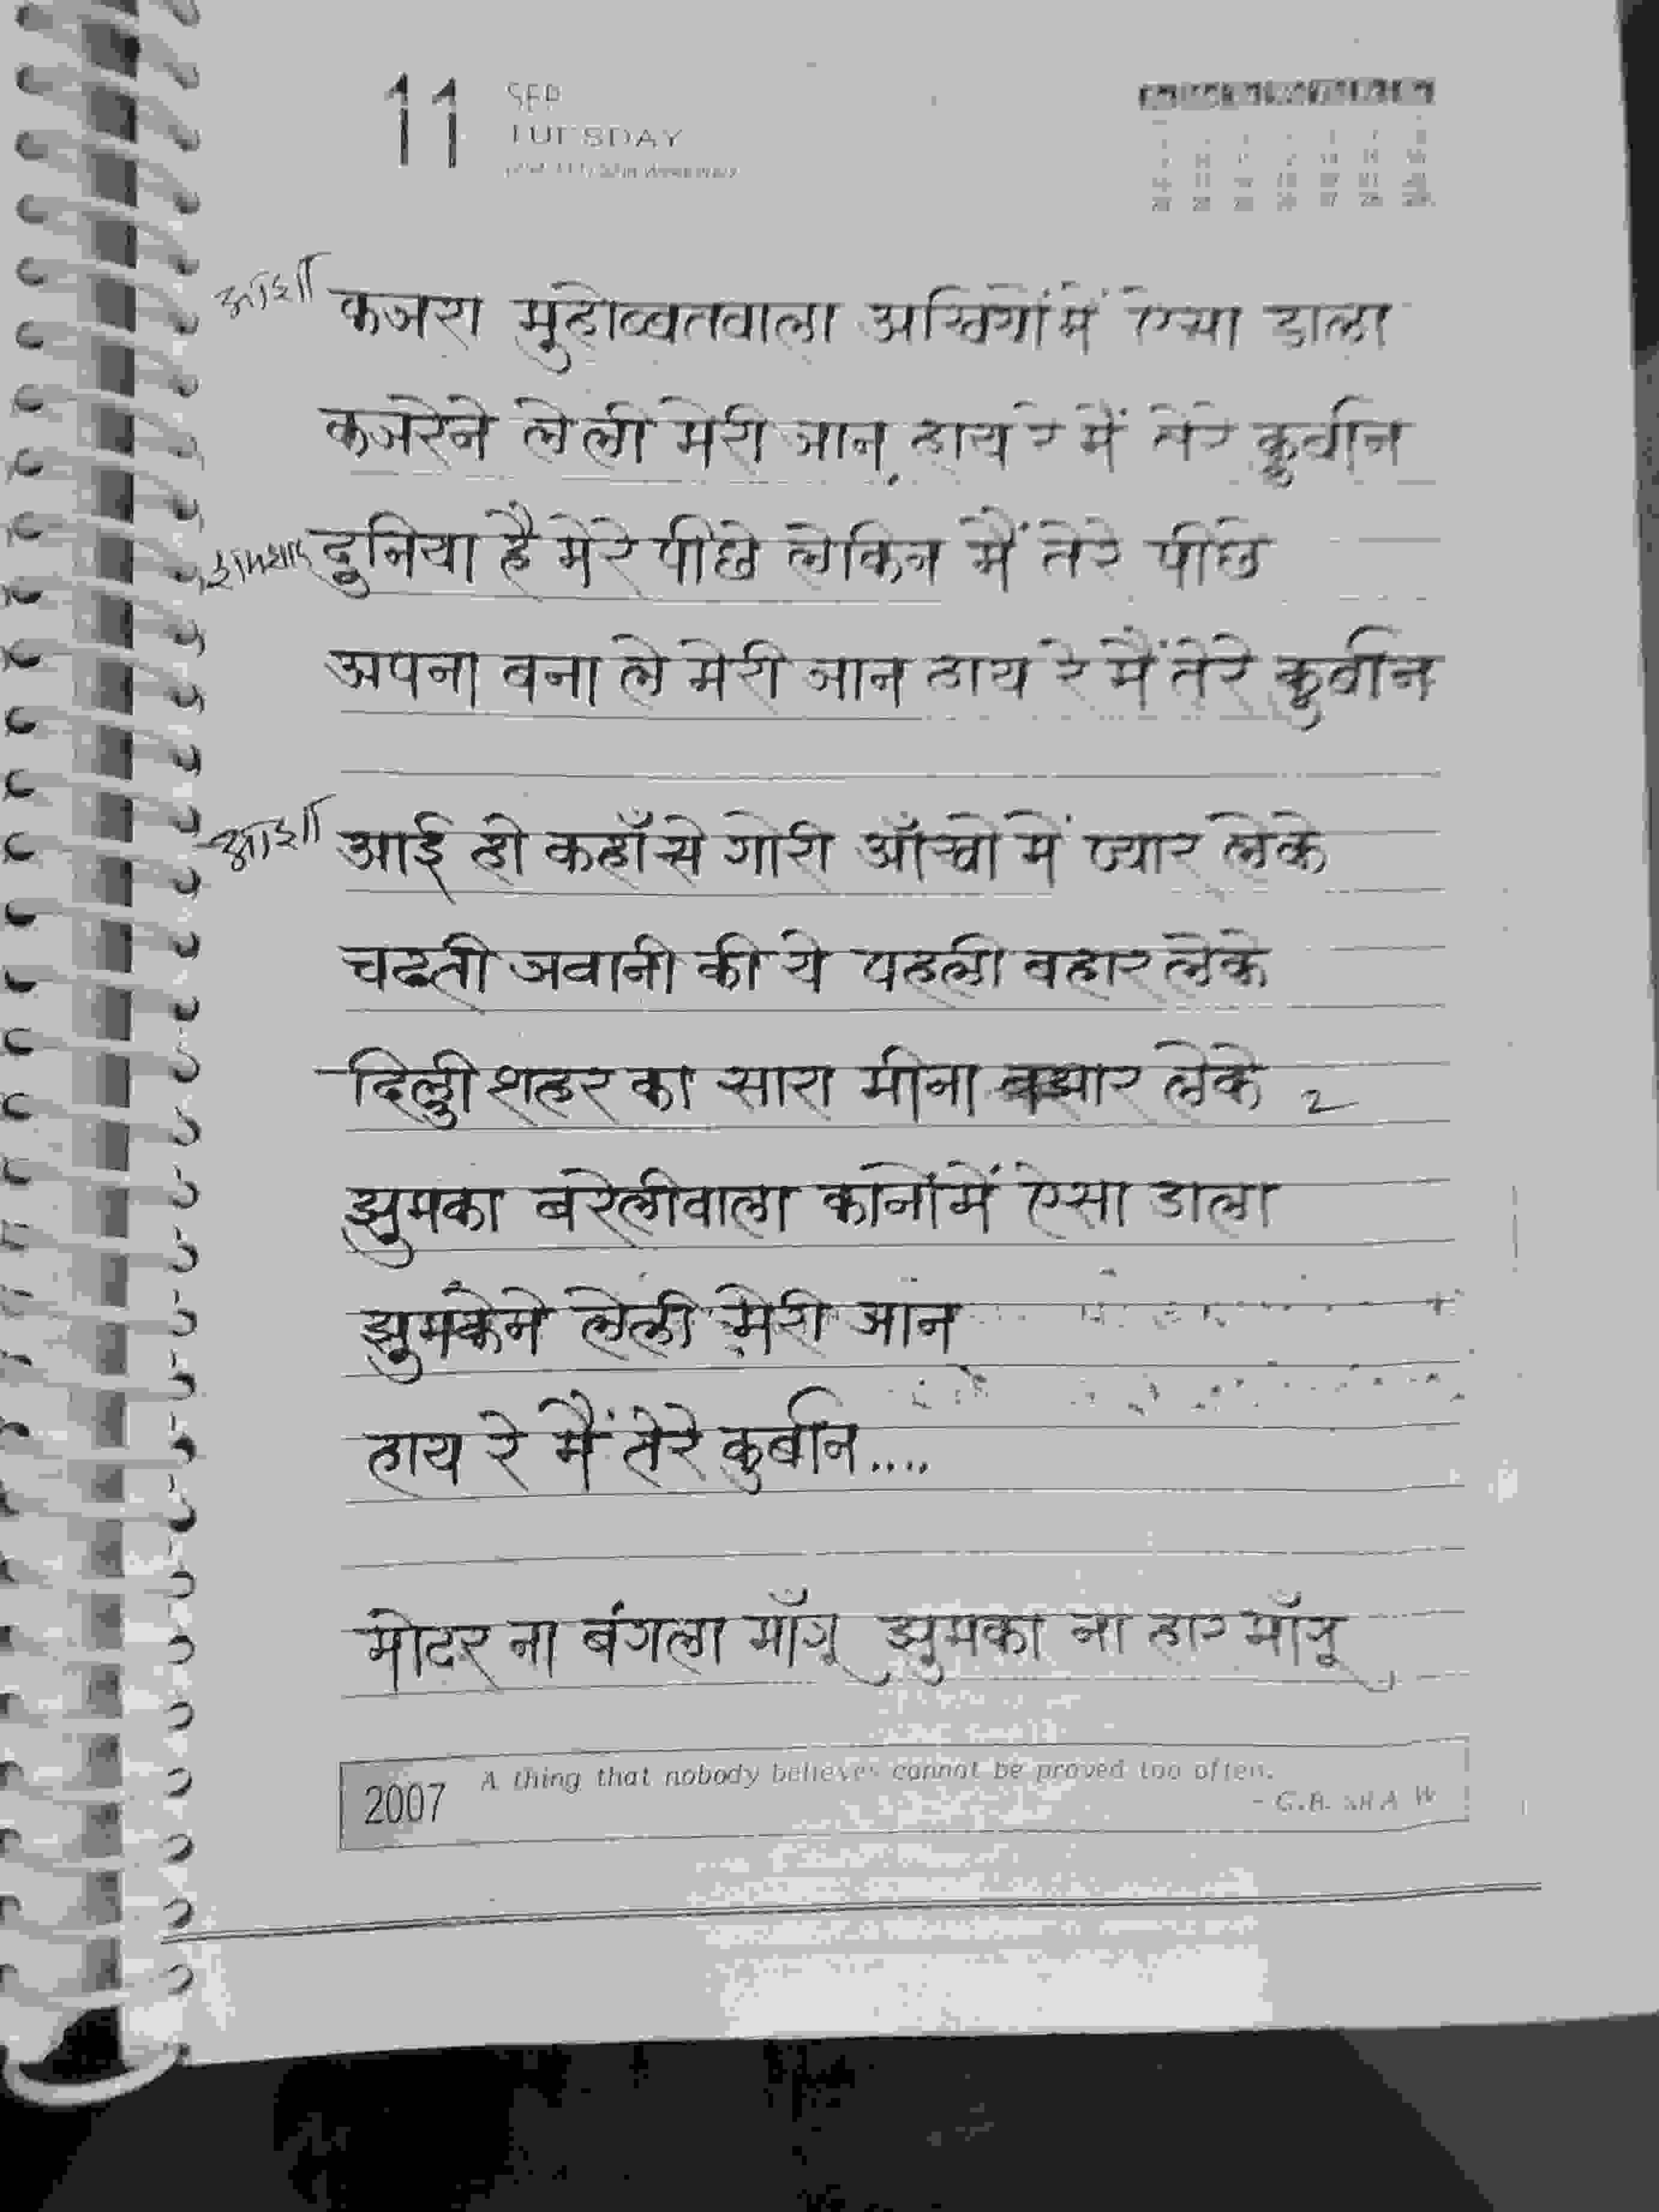 11 SEP
TUESDAY
आशा कजरा मुहोब्बतवाला अखियोंमें ऐसा डाला
कजरेने लेली मेरी जान, हाय रे मैं तेरे कुर्बान
शमशाद दुनिया है मेरे पीछे लेकिन मैं तेरे पीछे
अपना बना ले मेरी जान हाय रे मैं तेरे कुर्बान
आशा आई हो कहाँसे गोरी आँखोमें प्यार लेके
चढती जवानी की ये पहली बहार लेके
दिल्ली शहर का सारा मीना बझार लेके 2
झुमका बरेलीवाला कानोंमें ऐसा डाला
झुमकेने लेली मेरी जान
हाय रे मैं तेरे कुर्बान....
मोटर ना बंगला माँगू झुमका ना हार माँगू
2007 A thing that nobody believes cannot be proved too often.
- G.B. SHAW